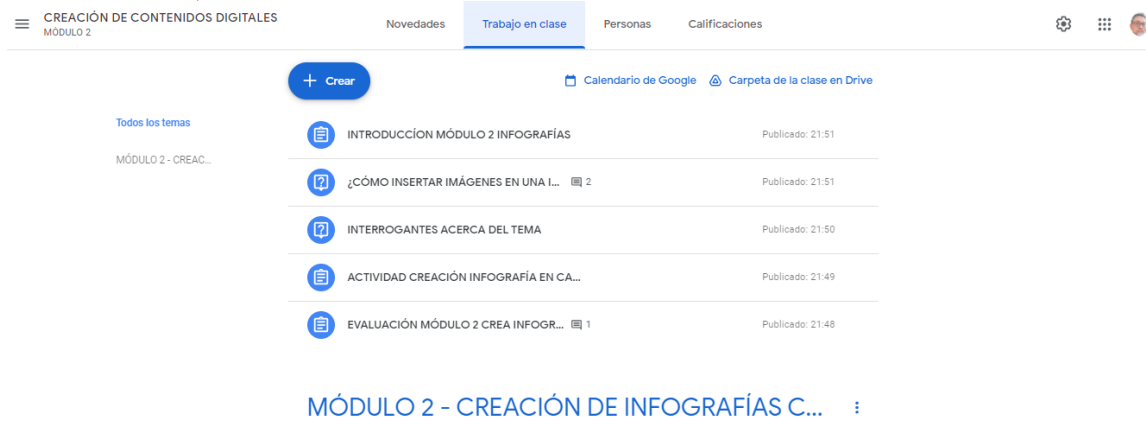 CREACIÓN DE CONTENIDOS DIGITALES
MÓDULO 2
Novedades
Trabajo en clase
Personas
Calificaciones
Crear
Calendario de Google
Carpeta de la clase en Drive
Todos los temas
MÓDULO 2 - CREAC...
INTRODUCCÍON MÓDULO 2 INFOGRAFÍAS
Publicado: 21:51
¿CÓMO INSERTAR IMÁGENES EN UNA I...
2
Publicado: 21:51
INTERROGANTES ACERCA DEL TEMA
Publicado: 21:50
ACTIVIDAD CREACIÓN INFOGRAFÍA EN CA...
Publicado: 21:49
EVALUACIÓN MÓDULO 2 CREA INFOGR...
1
Publicado: 21:48
MÓDULO 2 - CREACIÓN DE INFOGRAFÍAS C...